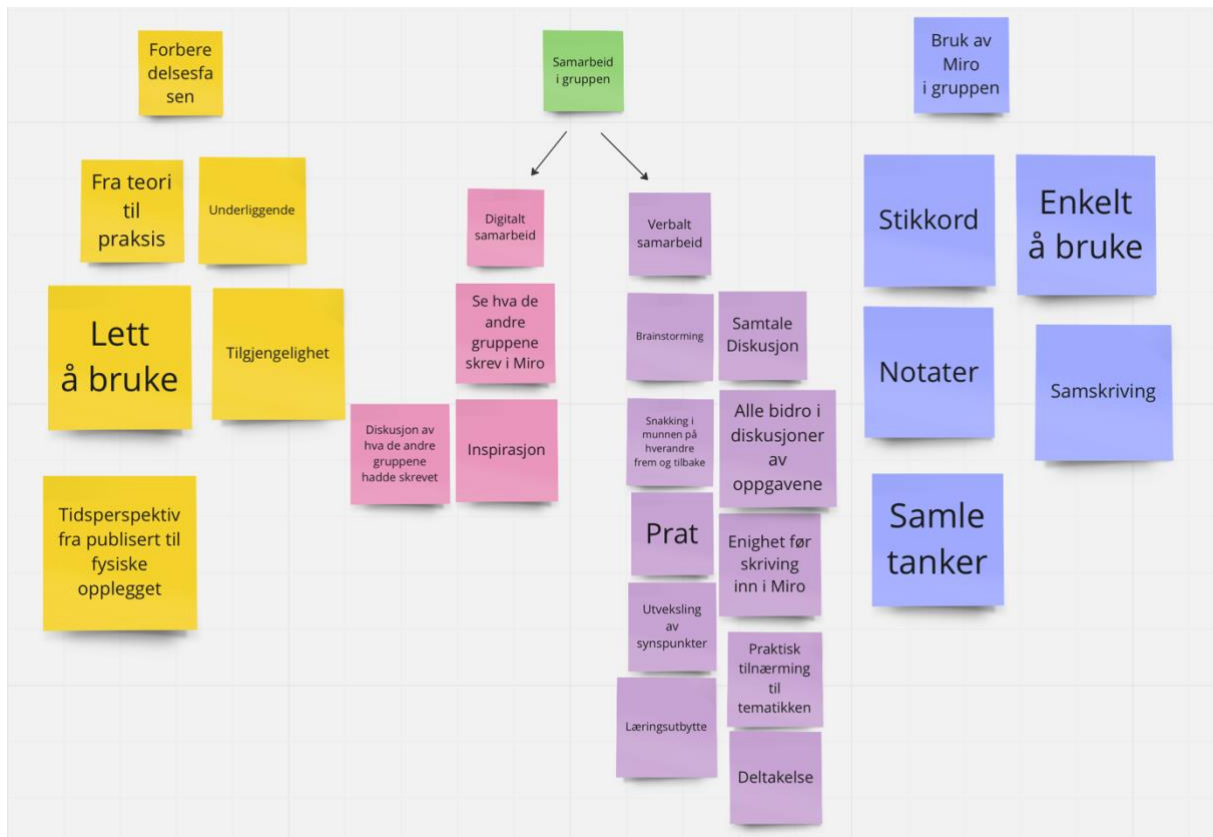 Forbere
delsesfa
sen
Fra teori
til
praksis
Underliggende
Lett
å bruke
Tilgjengelighet
Tidsperspektiv
fra publisert til
fysiske
opplegget
Samarbeid
i gruppen
Digitalt
samarbeid
Se hva de
andre
gruppene
skrev i Miro
Diskusjon av
hva de andre
gruppene
hadde skrevet
Inspirasjon
Verbalt
samarbeid
Brainstorming
Samtale
Diskusjon
Snakking i
munnen på
hverandre
frem og tilbake
Alle bidro i
diskusjoner
av
oppgavene
Prat
Enighet før
skriving
inn i Miro
Utveksling
av
synspunkter
Praktisk
tilnærming
til
tematikken
Læringsutbytte
Deltakelse
Bruk av
Miro
i gruppen
Stikkord
Enkelt
å bruke
Notater
Samskriving
Samle
tanker